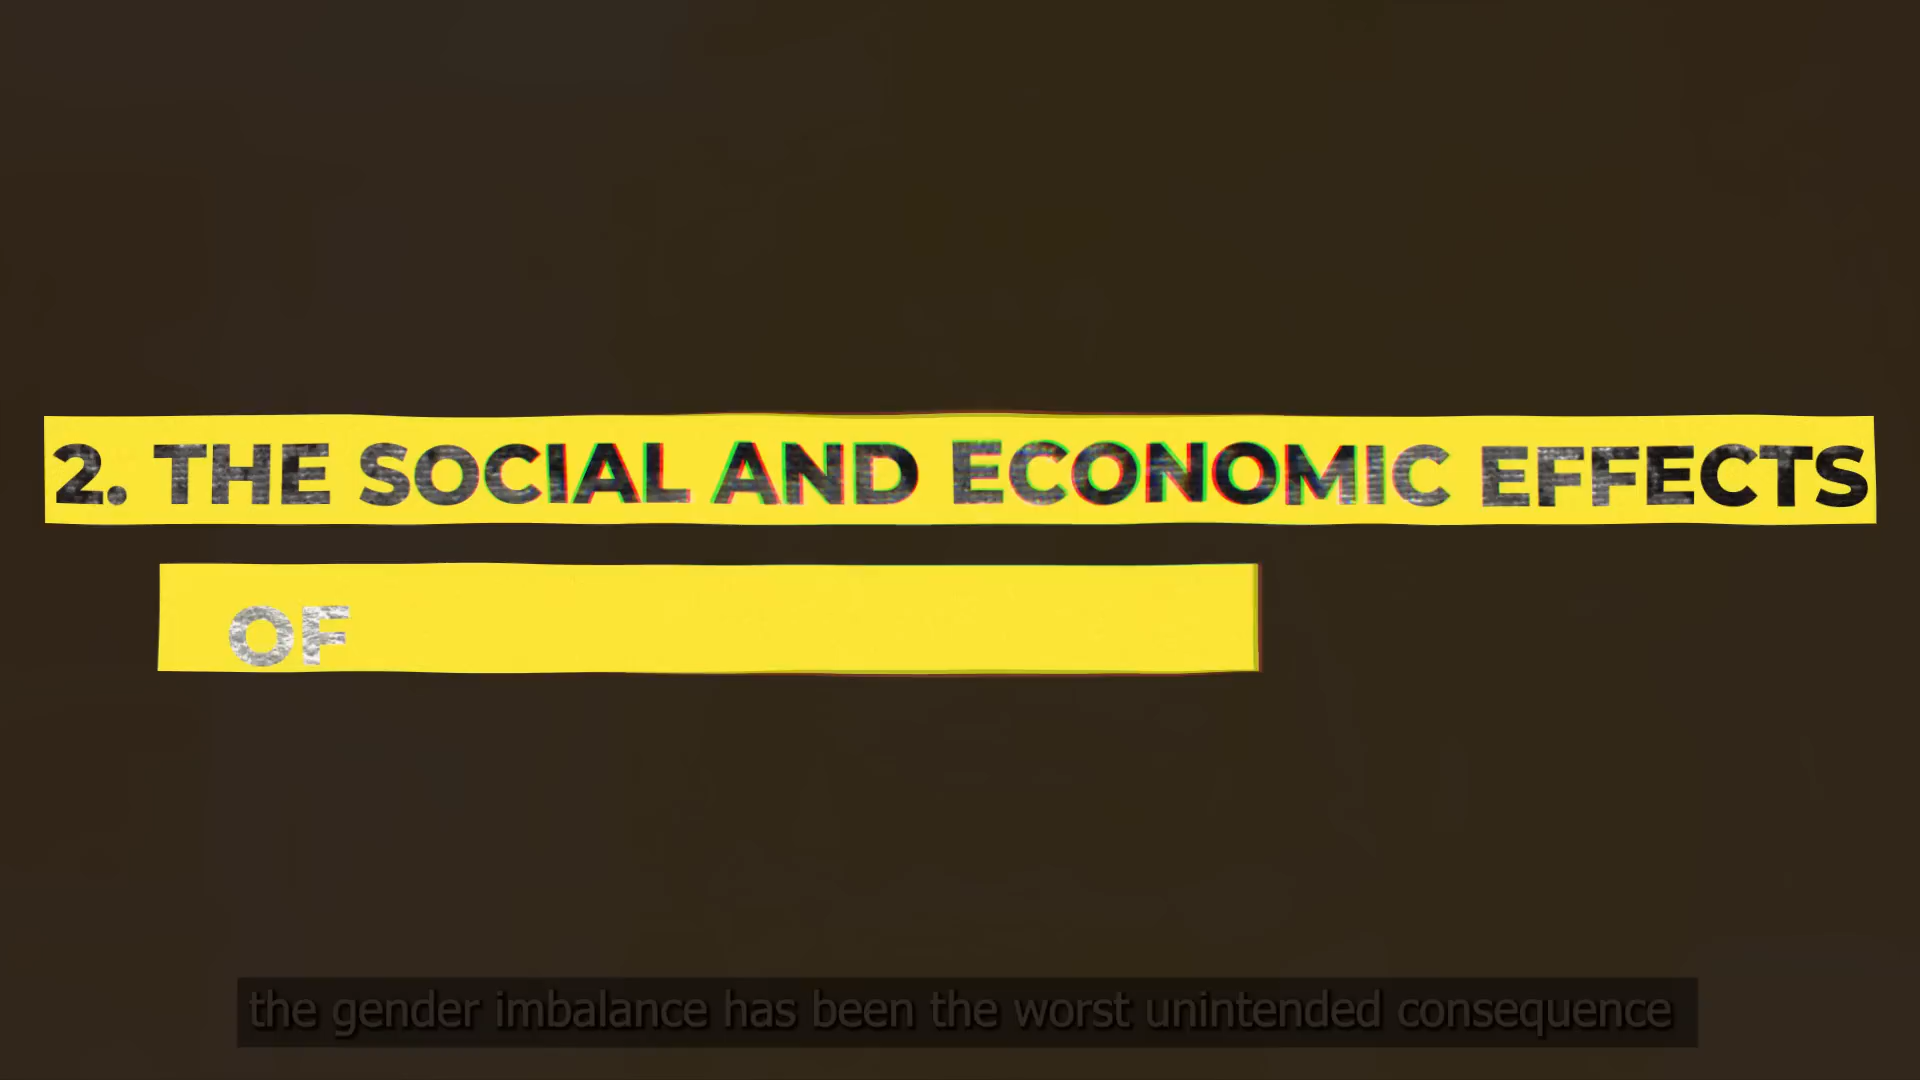 2. THE SOCIAL AND ECONOMIC EFFECTS
OF
the gender imbalance has been the worst unintended consequence